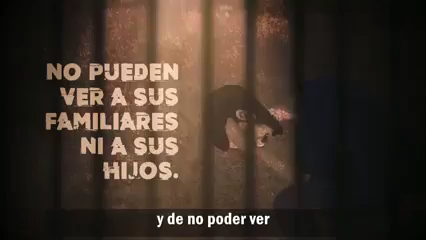 NO PUEDEN
VER A SUS
FAMILIARES
NI A SUS
HIJOS.
y de no poder ver